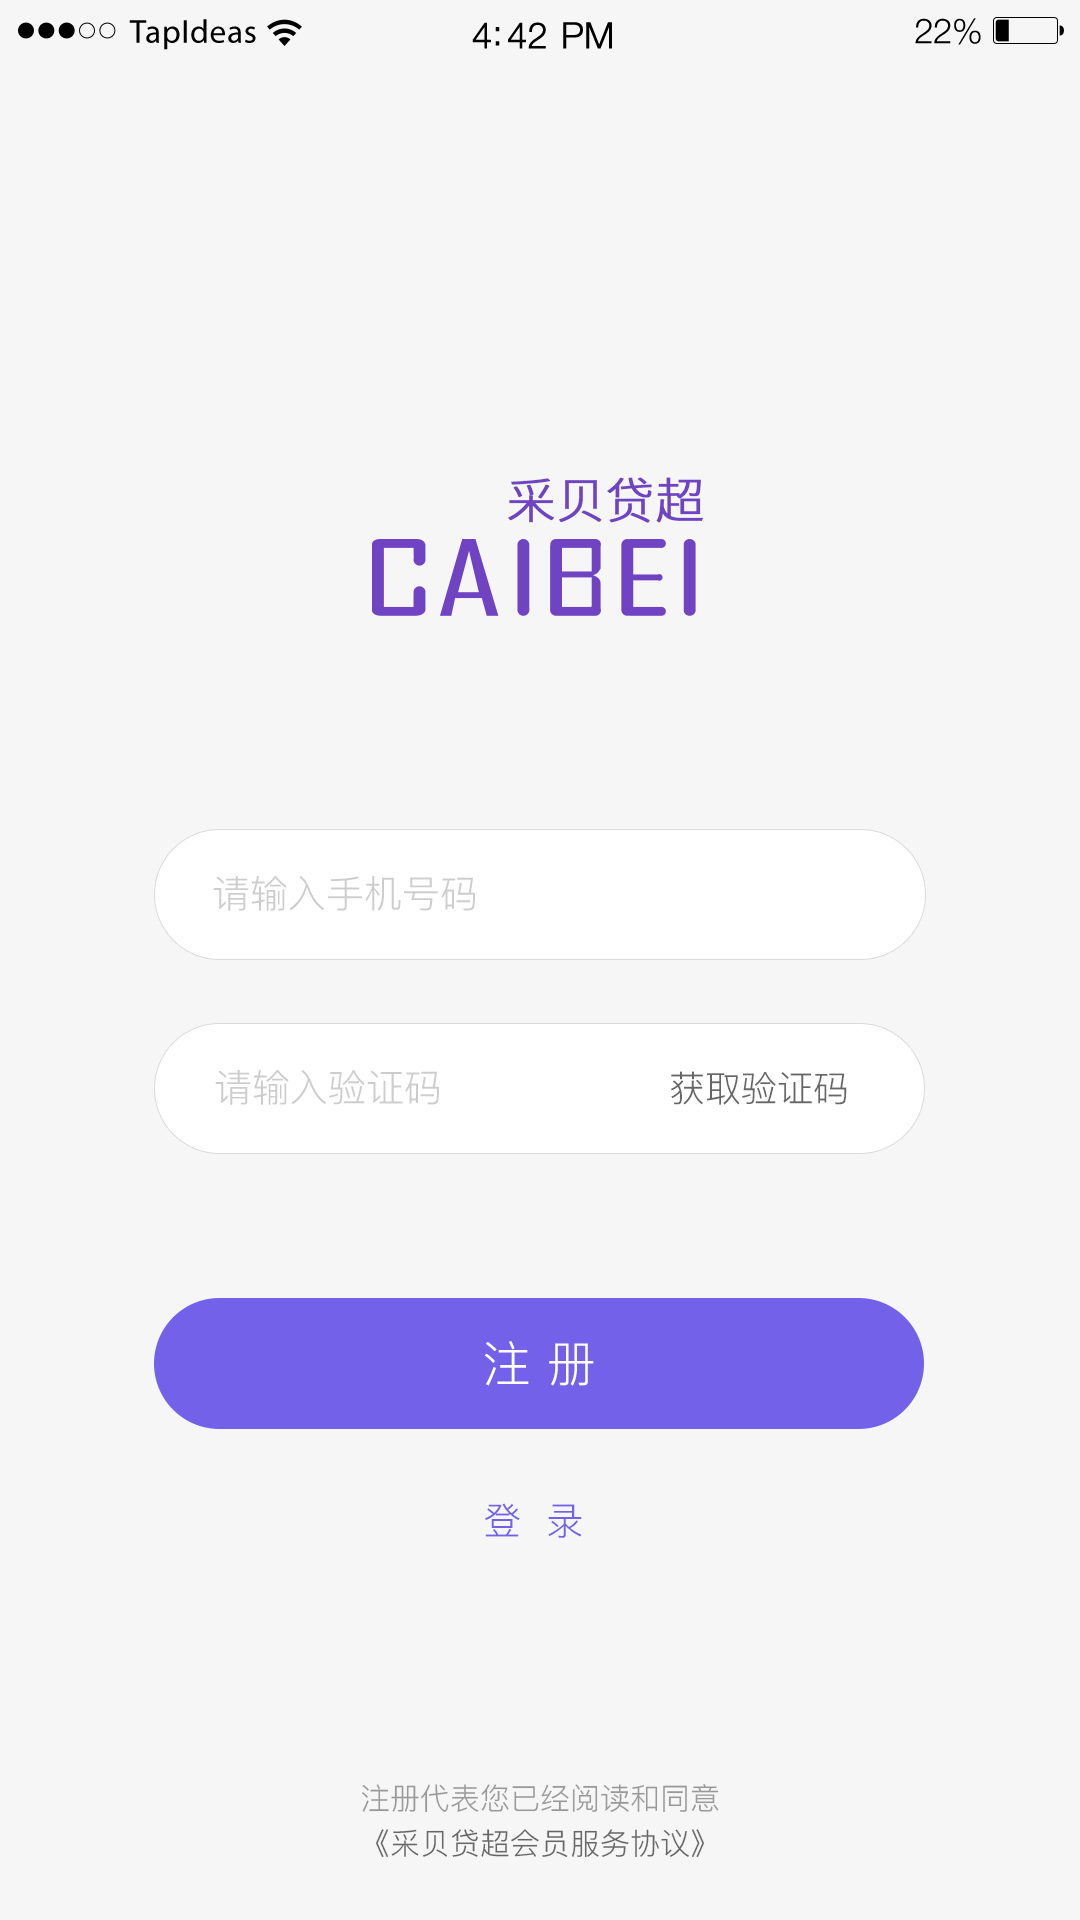 TapIdeas 4:42 PM 22%
采贝贷超
CAIBEI
请输入手机号码
请输入验证码 获取验证码
注 册
登 录
注册代表您已经阅读和同意
《采贝贷超会员服务协议》